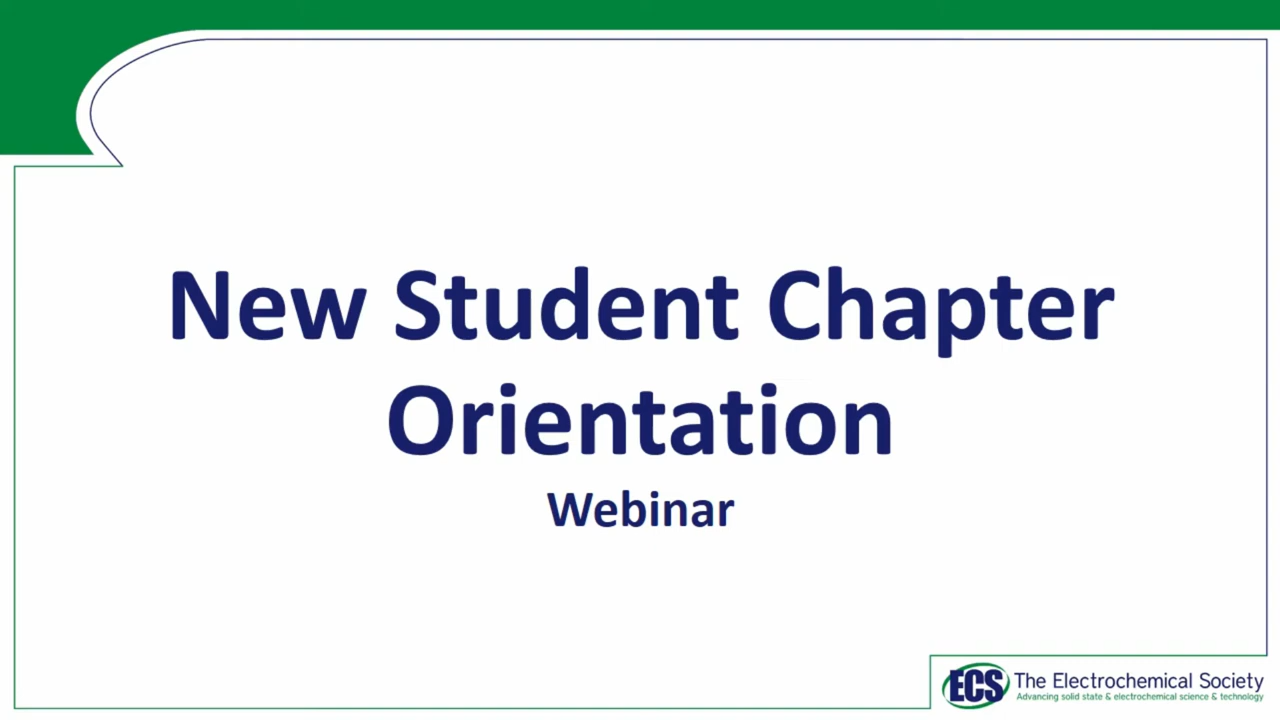 New Student Chapter
Orientation
Webinar
ECS The Electrochemical Society
Advancing solid state & electrochemical science & technology